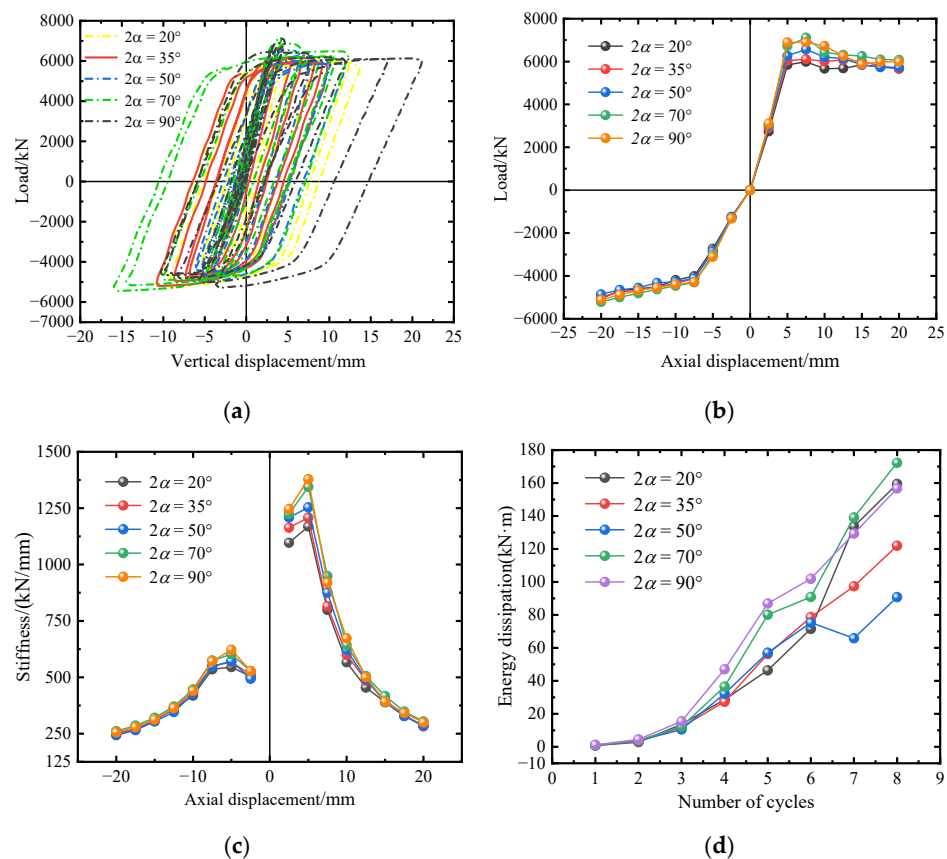 8000
6000
4000
2000
0
−2000
−4000
−6000
−7000
Load/kN
2α = 20°
2α = 35°
2α = 50°
2α = 70°
2α = 90°
−20 −15 −10 −5 0 5 10 15 20 25
Vertical displacement/mm
(a)
8000
6000
4000
2000
0
−2000
−4000
−6000
Load/kN
2α = 20°
2α = 35°
2α = 50°
2α = 70°
2α = 90°
−25 −20 −15 −10 −5 0 5 10 15 20 25
Axial displacement/mm
(b)
1500
1250
1000
750
500
250
125
Stiffness/(kN/mm)
2α = 20°
2α = 35°
2α = 50°
2α = 70°
2α = 90°
−20 −10 0 10 20
Axial displacement/mm
(c)
180
160
140
120
100
80
60
40
20
0
−10
Energy dissipation(kN·m)
2α = 20°
2α = 35°
2α = 50°
2α = 70°
2α = 90°
0 1 2 3 4 5 6 7 8 9
Number of cycles
(d)